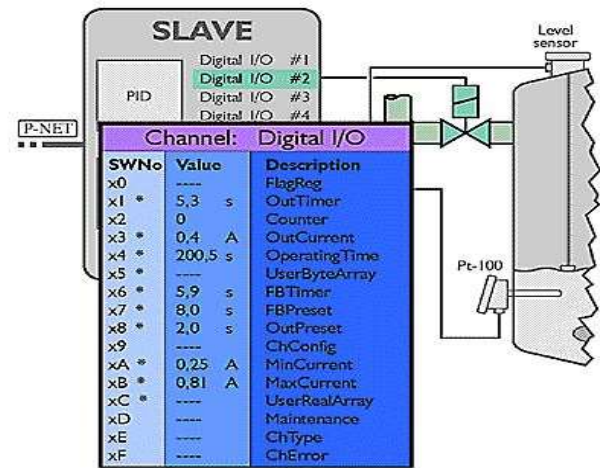 SLAVE
Digital I/O #1
Digital I/O #2
Digital I/O #3
Digital I/O #4
PID
P-NET
Level
sensor
Pt-100
Channel: Digital I/O
SWNo Value Description
x0 ---- FlagReg
x1 * 5,3 s OutTimer
x2 0 Counter
x3 * 0,4 A OutCurrent
x4 * 200,5 s OperatingTime
x5 * ---- UserByteArray
x6 * 5,9 s FBTimer
x7 * 8,0 s FBPreset
x8 * 2,0 s OutPreset
x9 ---- ChConfig
xA * 0,25 A MinCurrent
xB * 0,81 A MaxCurrent
xC * ---- UserRealArray
xD ---- Maintenance
xE ---- ChType
xF ---- ChError